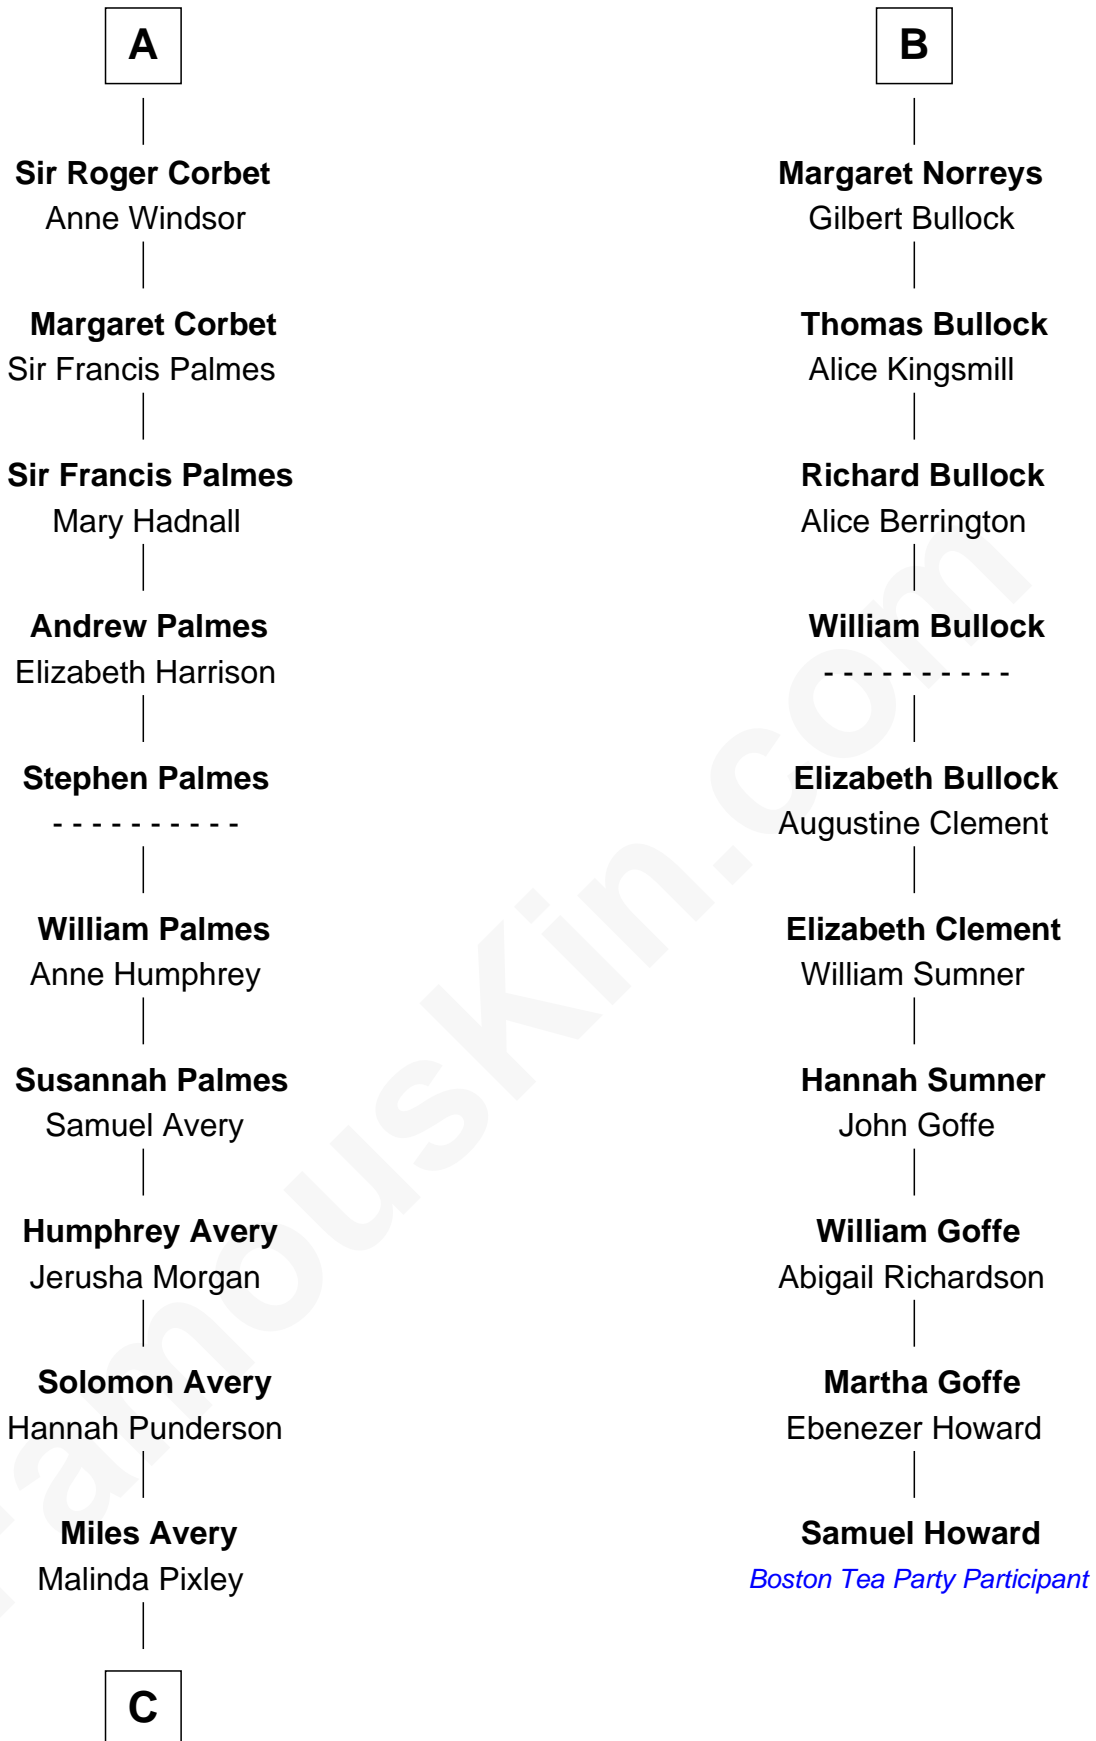 A
Sir Roger Corbet
Anne Windsor
Margaret Corbet
Sir Francis Palmes
Sir Francis Palmes
Mary Hadnall
Andrew Palmes
Elizabeth Harrison
Stephen Palmes
- - - - - - - - - -
William Palmes
Anne Humphrey
Susannah Palmes
Samuel Avery
Humphrey Avery
Jerusha Morgan
Solomon Avery
Hannah Punderson
Miles Avery
Malinda Pixley
C
B
Margaret Norreys
Gilbert Bullock
Thomas Bullock
Alice Kingsmill
Richard Bullock
Alice Berrington
William Bullock
- - - - - - - - - -
Elizabeth Bullock
Augustine Clement
Elizabeth Clement
William Sumner
Hannah Sumner
John Goffe
William Goffe
Abigail Richardson
Martha Goffe
Ebenezer Howard
Samuel Howard
Boston Tea Party Participant
FamousKin.com